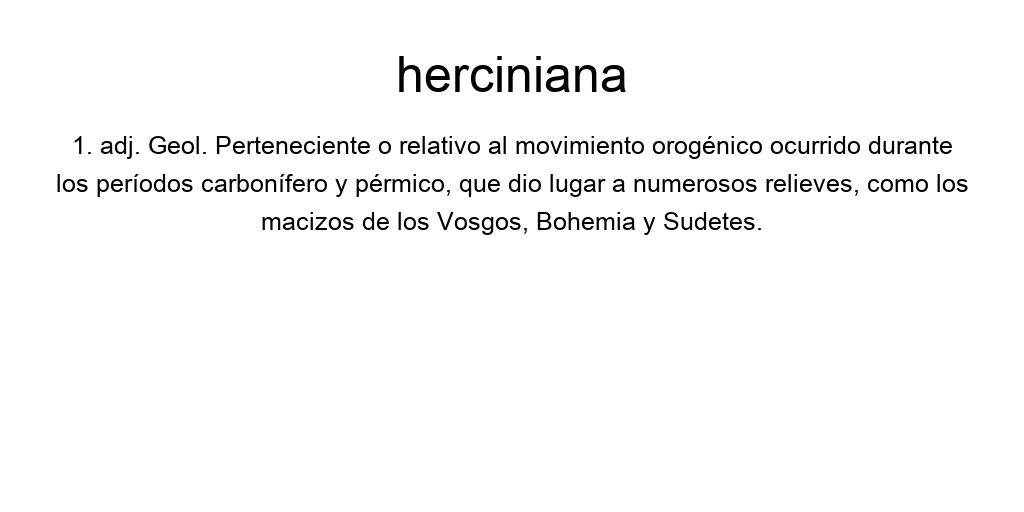 herciniana
1. adj. Geol. Perteneciente o relativo al movimiento orogénico ocurrido durante
los períodos carbonífero y pérmico, que dio lugar a numerosos relieves, como los
macizos de los Vosgos, Bohemia y Sudetes.